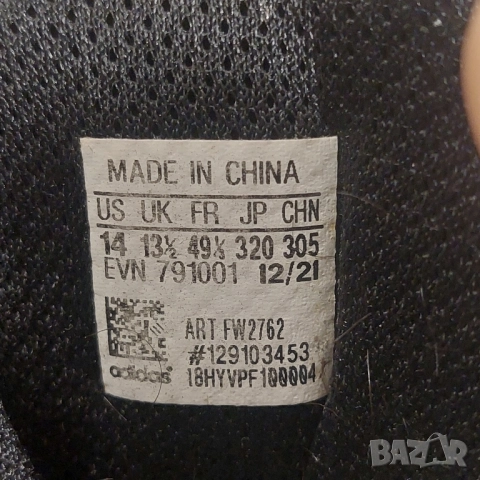 MADE IN CHINA
US UK FR JP CHN
14 13½ 49⅓ 320 305
EVN 791001 12/21
ART FW2762
#129103453
adidas 18HYVPF100004
BAZAR